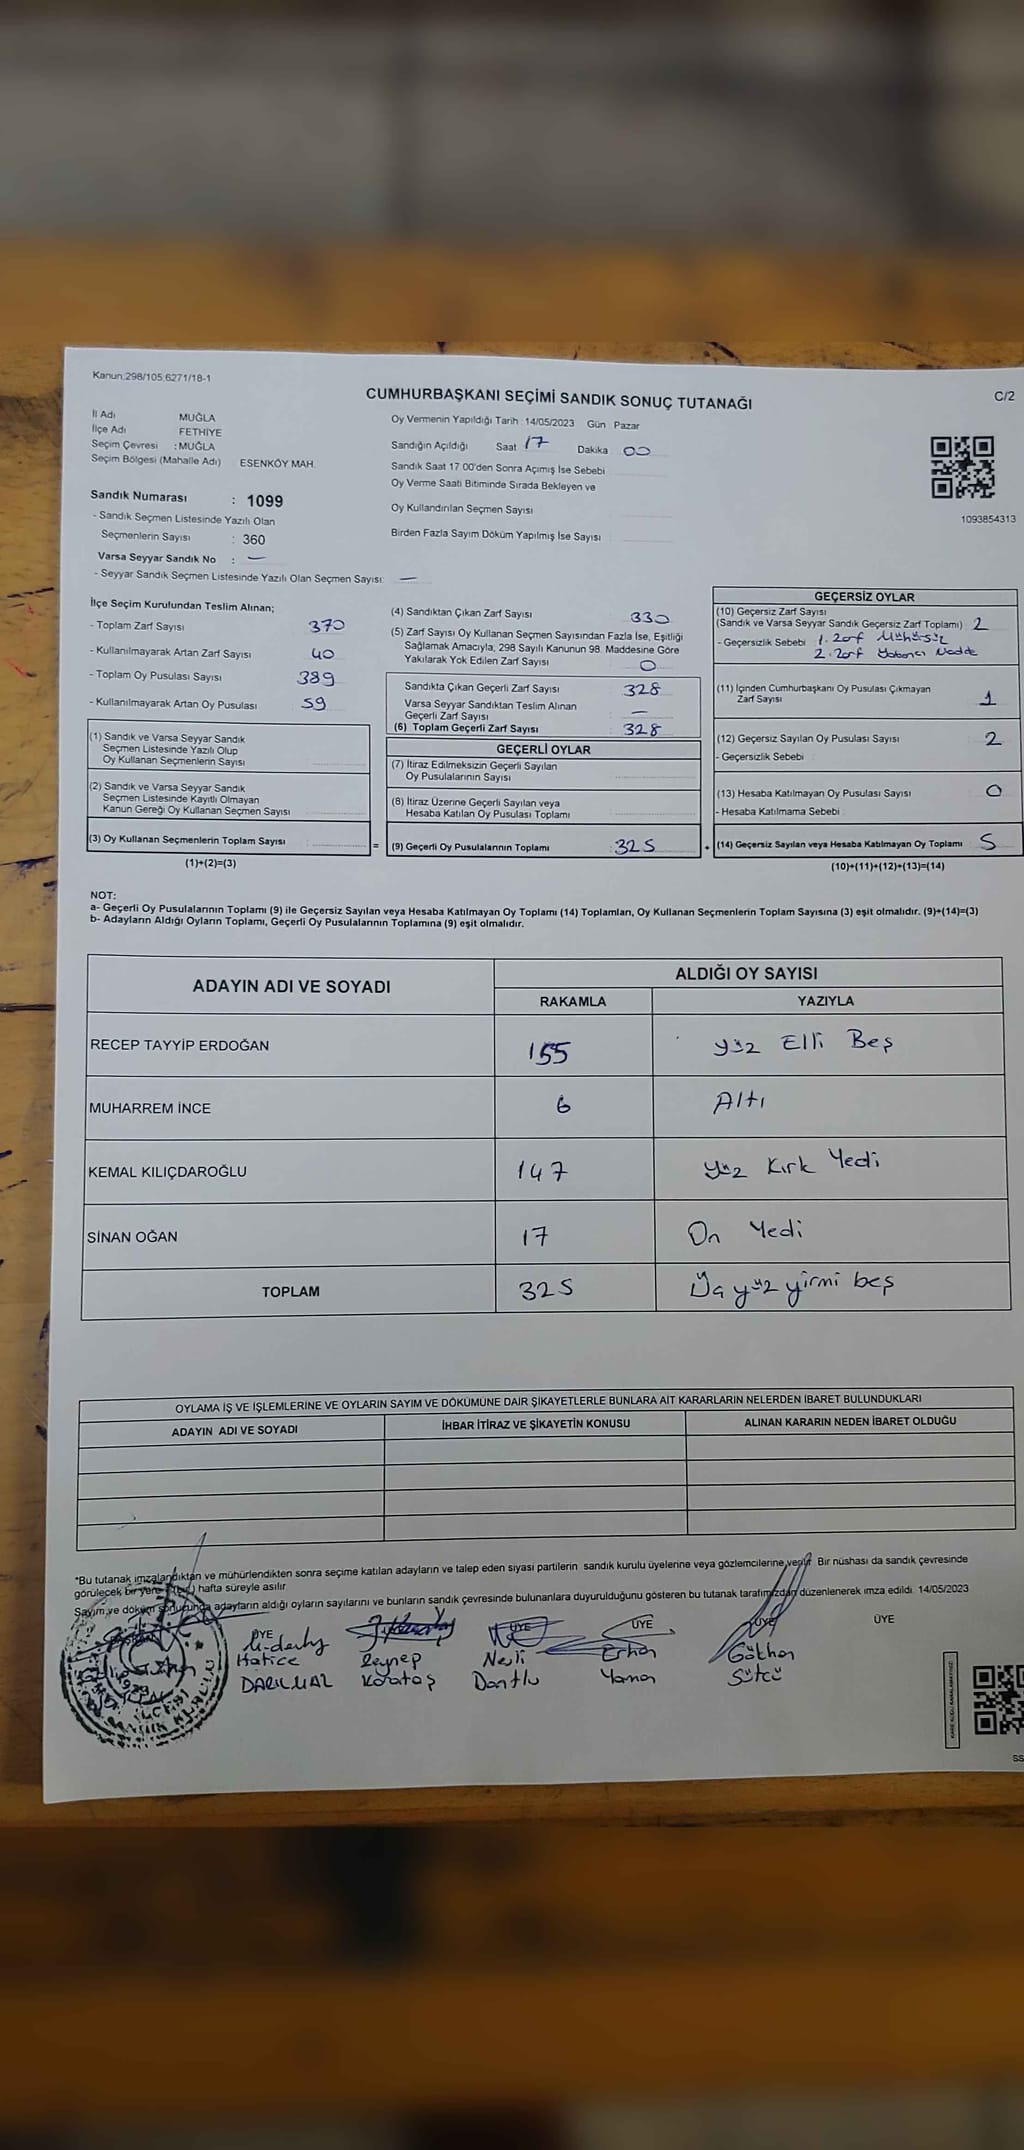 Kanun:298/105;6271/18-1
C/2
CUMHURBAŞKANI SEÇİMİ SANDIK SONUÇ TUTANAĞI
İl Adı MUĞLA
İlçe Adı FETHİYE
Seçim Çevresi : MUĞLA
Seçim Bölgesi (Mahalle Adı) ESENKÖY MAH.
Sandık Numarası : 1099
- Sandık Seçmen Listesinde Yazılı Olan
Seçmenlerin Sayısı : 360
Varsa Seyyar Sandık No : —
- Seyyar Sandık Seçmen Listesinde Yazılı Olan Seçmen Sayısı: —
Oy Vermenin Yapıldığı Tarih : 14/05/2023 Gün Pazar
Sandığın Açıldığı Saat 17 Dakika 00
Sandık Saat 17 00'den Sonra Açımış İse Sebebi
Oy Verme Saati Bitiminde Sırada Bekleyen ve
Oy Kullandırılan Seçmen Sayısı
Birden Fazla Sayım Döküm Yapılmış İse Sayısı
1093854313
İlçe Seçim Kurulundan Teslim Alınan;
- Toplam Zarf Sayısı 370
- Kullanılmayarak Artan Zarf Sayısı 40
- Toplam Oy Pusulası Sayısı 389
- Kullanılmayarak Artan Oy Pusulası 59
(1) Sandık ve Varsa Seyyar Sandık
Seçmen Listesinde Yazılı Olup
Oy Kullanan Seçmenlerin Sayısı
(2) Sandık ve Varsa Seyyar Sandık
Seçmen Listesinde Kayıtlı Olmayan
Kanun Gereği Oy Kullanan Seçmen Sayısı
(3) Oy Kullanan Seçmenlerin Toplam Sayısı =
(1)+(2)=(3)
(4) Sandıktan Çıkan Zarf Sayısı 330
(5) Zarf Sayısı Oy Kullanan Seçmen Sayısından Fazla İse, Eşitliği
Sağlamak Amacıyla, 298 Sayılı Kanunun 98. Maddesine Göre
Yakılarak Yok Edilen Zarf Sayısı 0
Sandıkta Çıkan Geçerli Zarf Sayısı 328
Varsa Seyyar Sandıktan Teslim Alınan
Geçerli Zarf Sayısı —
(6) Toplam Geçerli Zarf Sayısı 328
GEÇERLİ OYLAR
(7) İtiraz Edilmeksizin Geçerli Sayılan
Oy Pusulalarının Sayısı
(8) İtiraz Üzerine Geçerli Sayılan veya
Hesaba Katılan Oy Pusulası Toplamı
(9) Geçerli Oy Pusulalarının Toplamı : 325 +
GEÇERSİZ OYLAR
(10) Geçersiz Zarf Sayısı
(Sandık ve Varsa Seyyar Sandık Geçersiz Zarf Toplamı) 2
- Geçersizlik Sebebi 1. zarf Mühürsüz
2. zarf Yabancı Madde
(11) İçinden Cumhurbaşkanı Oy Pusulası Çıkmayan
Zarf Sayısı 1
(12) Geçersiz Sayılan Oy Pusulası Sayısı 2
- Geçersizlik Sebebi
(13) Hesaba Katılmayan Oy Pusulası Sayısı 0
- Hesaba Katılmama Sebebi
(14) Geçersiz Sayılan veya Hesaba Katılmayan Oy Toplamı 5
(10)+(11)+(12)+(13)=(14)
NOT:
a- Geçerli Oy Pusulalarının Toplamı (9) ile Geçersiz Sayılan veya Hesaba Katılmayan Oy Toplamı (14) Toplamları, Oy Kullanan Seçmenlerin Toplam Sayısına (3) eşit olmalıdır. (9)+(14)=(3)
b- Adayların Aldığı Oyların Toplamı, Geçerli Oy Pusulalarının Toplamına (9) eşit olmalıdır.
ADAYIN ADI VE SOYADI ALDIĞI OY SAYISI
RAKAMLA YAZIYLA
RECEP TAYYİP ERDOĞAN 155 Yüz Elli Beş
MUHARREM İNCE 6 Altı
KEMAL KILIÇDAROĞLU 147 Yüz Kırk Yedi
SİNAN OĞAN 17 On Yedi
TOPLAM 325 Üç yüz yirmi beş
OYLAMA İŞ VE İŞLEMLERİNE VE OYLARIN SAYIM VE DÖKÜMÜNE DAİR ŞİKAYETLERLE BUNLARA AİT KARARLARIN NELERDEN İBARET BULUNDUKLARI
ADAYIN ADI VE SOYADI İHBAR İTİRAZ VE ŞİKAYETİN KONUSU ALINAN KARARIN NEDEN İBARET OLDUĞU
*Bu tutanak imzalandıktan ve mühürlendikten sonra seçime katılan adayların ve talep eden siyasi partilerin sandık kurulu üyelerine veya gözlemcilerine verilir. Bir nüshası da sandık çevresinde
görülecek bir yere hafta süreyle asılır
Sayım ve döküm sonucunda adayların aldığı oyların sayılarını ve bunların sandık çevresinde bulunanlara duyurulduğunu gösteren bu tutanak tarafımızdan düzenlenerek imza edildi. 14/05/2023
ÜYE ÜYE ÜYE ÜYE ÜYE
Hatice Zeynep Nesli Erhan Gökhan
Karataş Dantlu Yaman Sütcü